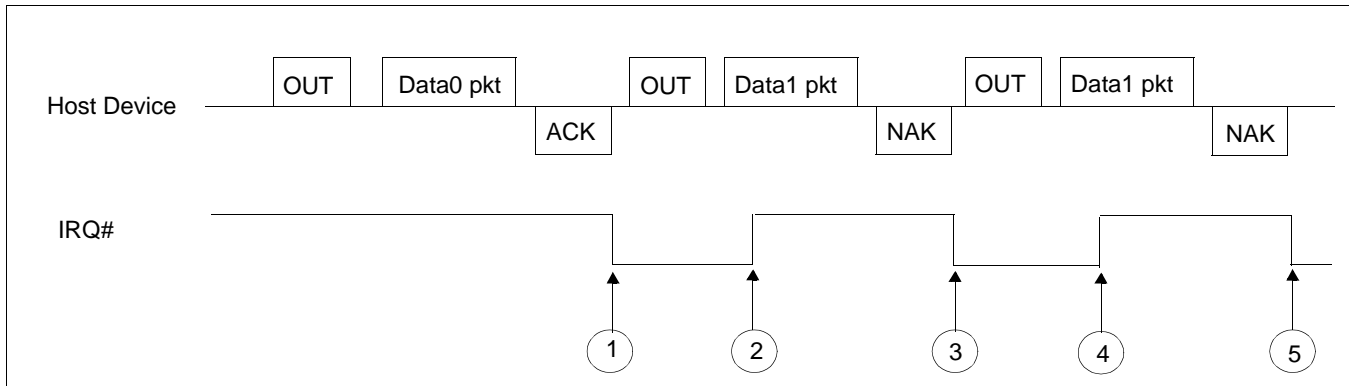 OUT
Data0 pkt
OUT
Data1 pkt
OUT
Data1 pkt
Host Device
ACK
NAK
NAK
IRQ#
1
2
3
4
5